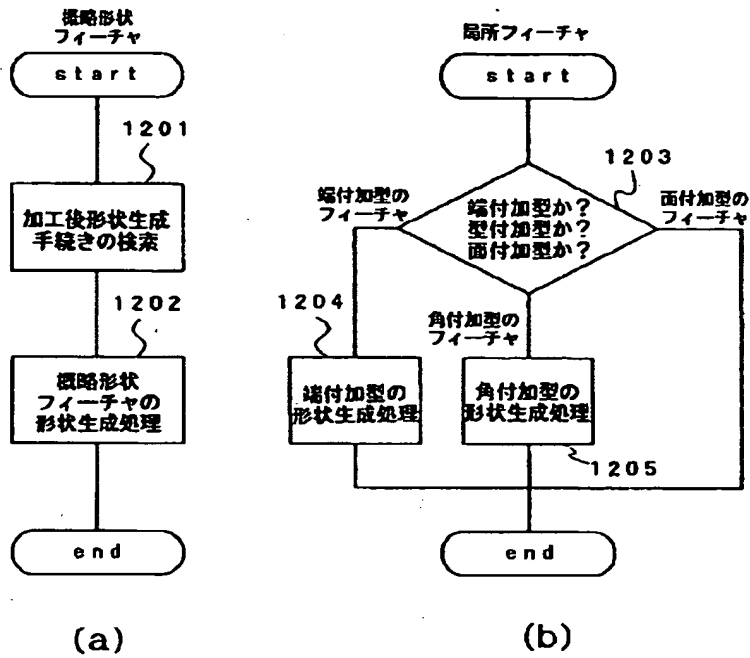 概略形状
フィーチャ
start
1201
加工後形状生成
手続きの検索
1202
概略形状
フィーチャの
形状生成処理
end
(a)
局所フィーチャ
start
1203
端付加型のフィーチャ
端付加型か?
型付加型か?
面付加型か?
面付加型の
フィーチャ
1204
角付加型の
フィーチャ
端付加型の
形状生成処理
角付加型の
形状生成処理
1205
end
(b)